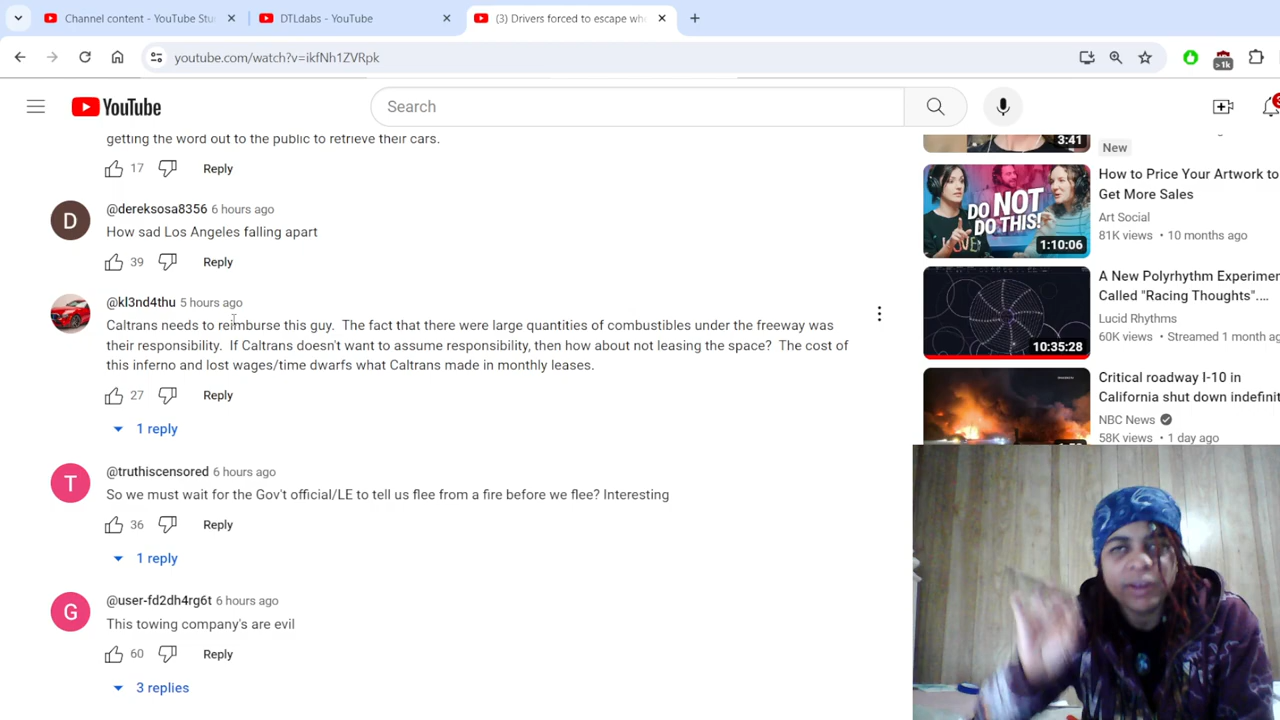 Channel content - YouTube Stu
DTLdabs - YouTube
(3) Drivers forced to escape whe
youtube.com/watch?v=ikfNh1ZVRpk
>1k
YouTube
Search
3
getting the word out to the public to retrieve their cars.
17
Reply
@dereksosa8356 6 hours ago
D
How sad Los Angeles falling apart
39
Reply
@kl3nd4thu 5 hours ago
Caltrans needs to reimburse this guy. The fact that there were large quantities of combustibles under the freeway was
their responsibility. If Caltrans doesn't want to assume responsibility, then how about not leasing the space? The cost of
this inferno and lost wages/time dwarfs what Caltrans made in monthly leases.
27
Reply
1 reply
@truthiscensored 6 hours ago
T
So we must wait for the Gov't official/LE to tell us flee from a fire before we flee? Interesting
36
Reply
1 reply
@user-fd2dh4rg6t 6 hours ago
G
This towing company's are evil
60
Reply
3 replies
3:41
New
DO NOT
DO THIS!
1:10:06
How to Price Your Artwork to
Get More Sales
Art Social
81K views • 10 months ago
10:35:28
A New Polyrhythm Experimen
Called "Racing Thoughts"....
Lucid Rhythms
60K views • Streamed 1 month ag
Critical roadway I-10 in
California shut down indefinit
NBC News
58K views • 1 day ago